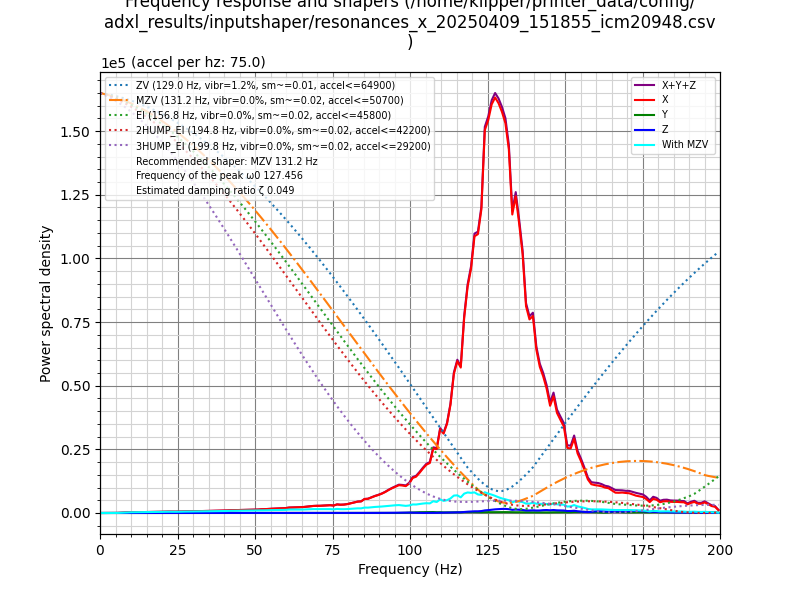 Frequency response and shapers (/home/klipper/printer_data/config/
adxl_results/inputshaper/resonances_x_20250409_151855_icm20948.csv
)
1e5 (accel per hz: 75.0)
ZV (129.0 Hz, vibr=1.2%, sm~=0.01, accel<=64900)
MZV (131.2 Hz, vibr=0.0%, sm~=0.02, accel<=50700)
EI (156.8 Hz, vibr=0.0%, sm~=0.02, accel<=45800)
2HUMP_EI (194.8 Hz, vibr=0.0%, sm~=0.02, accel<=42200)
3HUMP_EI (199.8 Hz, vibr=0.0%, sm~=0.02, accel<=29200)
Recommended shaper: MZV 131.2 Hz
Frequency of the peak ω0 127.456
Estimated damping ratio ζ 0.049
X+Y+Z
X
Y
Z
With MZV
Power spectral density
1.50
1.25
1.00
0.75
0.50
0.25
0.00
0
25
50
75
100
125
150
175
200
Frequency (Hz)